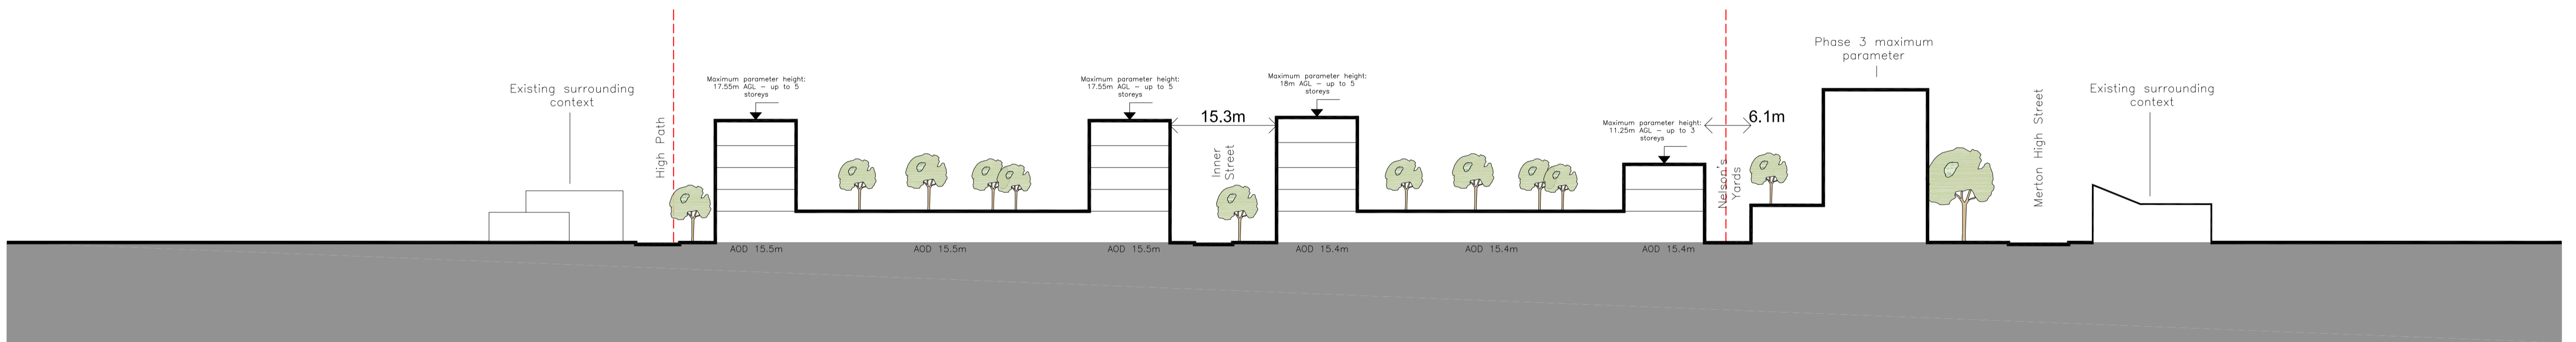 Existing surrounding
context
High Path
Maximum parameter height:
17.55m AGL – up to 5
storeys
Maximum parameter height:
17.55m AGL – up to 5
storeys
15.3m
Inner
Street
Maximum parameter height:
18m AGL – up to 5
storeys
Maximum parameter height:
11.25m AGL – up to 3
storeys
6.1m
Nelson's
Yards
Phase 3 maximum
parameter
Merton High Street
Existing surrounding
context
AOD 15.5m
AOD 15.5m
AOD 15.5m
AOD 15.4m
AOD 15.4m
AOD 15.4m